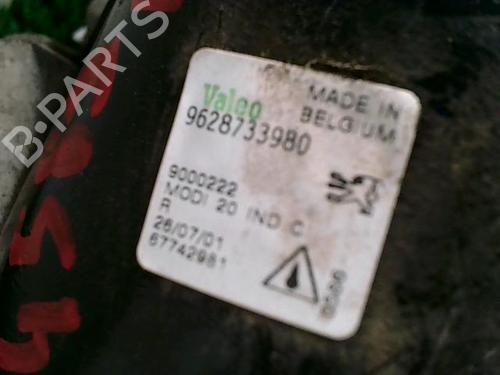 B-PARTS
Valeo
MADE IN
BELGIUM
9628733980
9000222
MODI 20 IND C
R
26/07/01
67742981